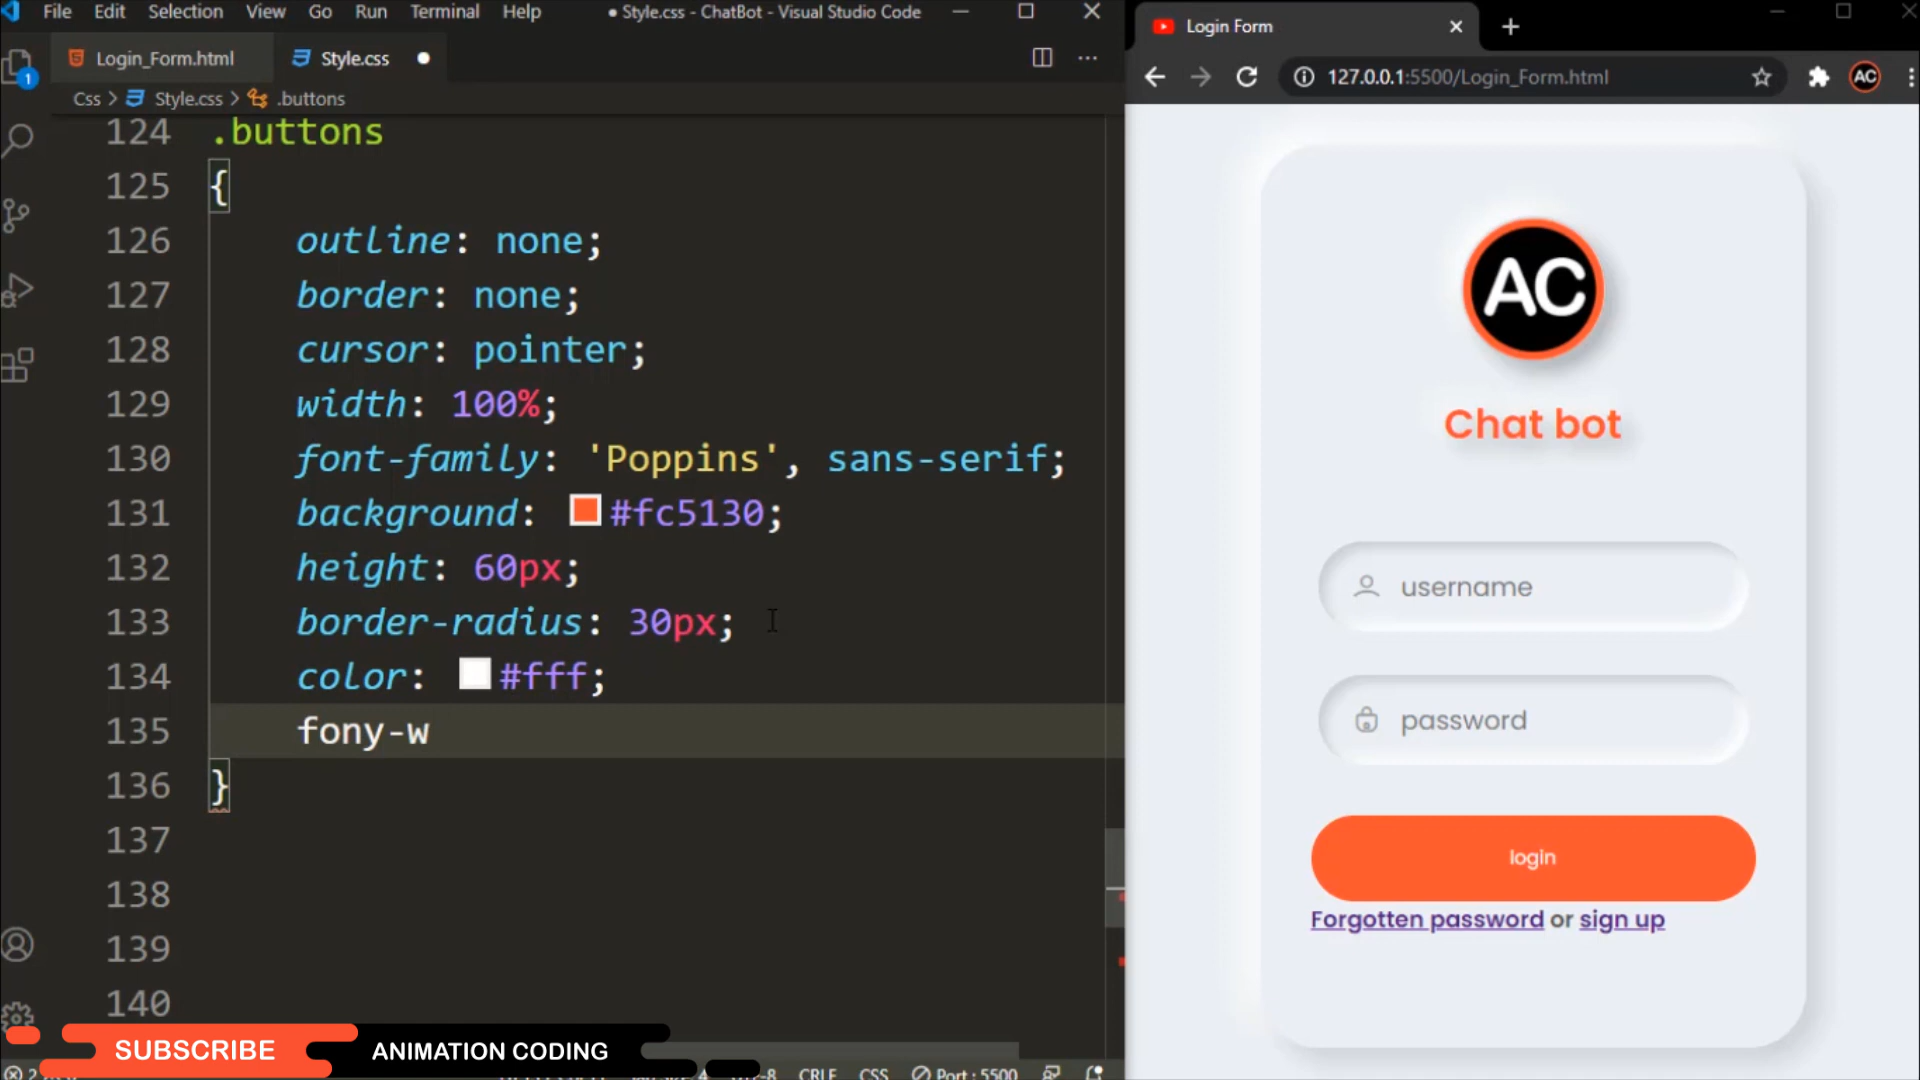 File Edit Selection View Go Run Terminal Help ● Style.css - ChatBot - Visual Studio Code
Login_Form.html Style.css
1
Css > Style.css > .buttons
124 .buttons
125 {
126 outline: none;
127 border: none;
128 cursor: pointer;
129 width: 100%;
130 font-family: 'Poppins', sans-serif;
131 background: #fc5130;
132 height: 60px;
133 border-radius: 30px;
134 color: #fff;
135 fony-w
136 }
137
138
139
140
SUBSCRIBE ANIMATION CODING
CRLF CSS Port : 5500
Login Form
127.0.0.1:5500/Login_Form.html AC
AC
Chat bot
username
password
login
Forgotten password or sign up